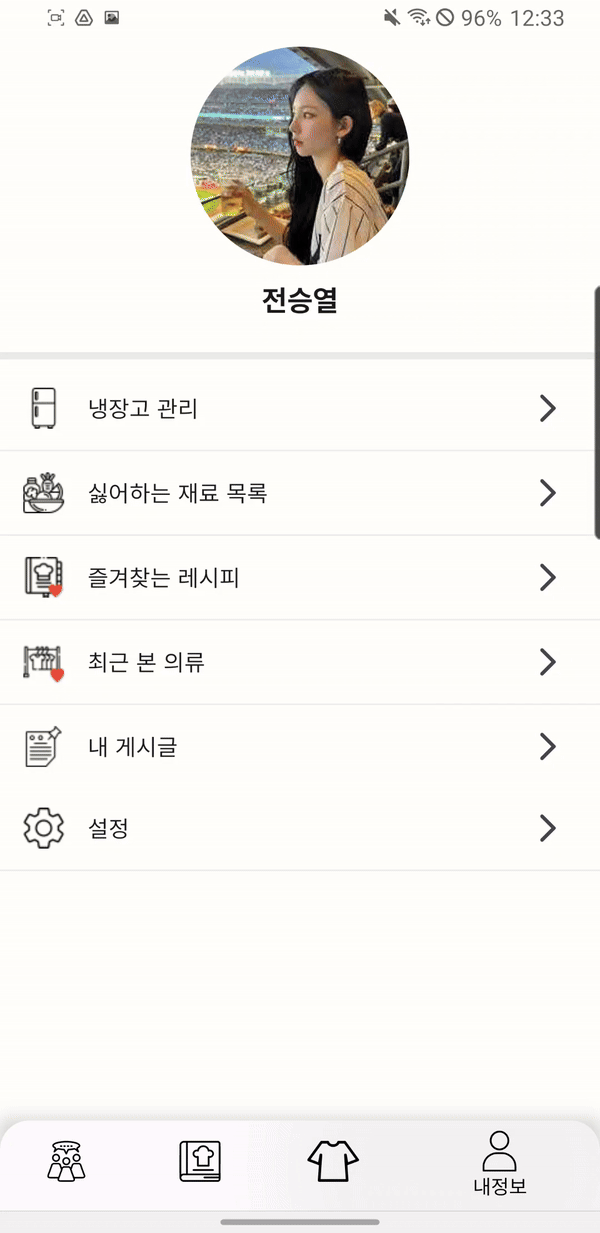 96% 12:33
전승열
냉장고 관리
싫어하는 재료 목록
즐겨찾는 레시피
최근 본 의류
내 게시글
설정
내정보